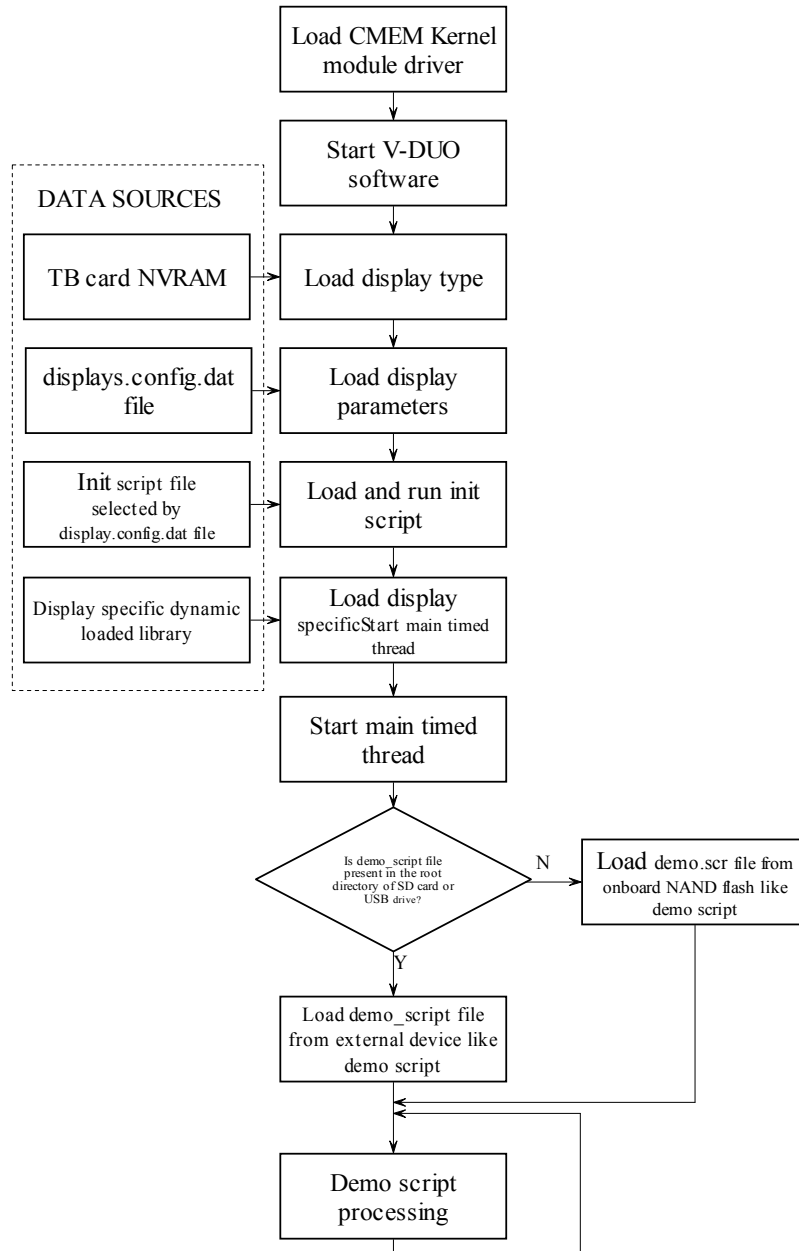 Load CMEM Kernel
module driver
Start V-DUO
software
DATA SOURCES
TB card NVRAM
Load display type
displays.config.dat
file
Load display
parameters
Init script file
selected by
display.config.dat file
Load and run init
script
Display specific dynamic
loaded library
Load display
specificStart main timed
thread
Start main timed
thread
Is demo_script file
present in the root
directory of SD card or
USB drive?
N
Load demo.scr file from
onboard NAND flash like
demo script
Y
Load demo_script file
from external device like
demo script
Demo script
processing